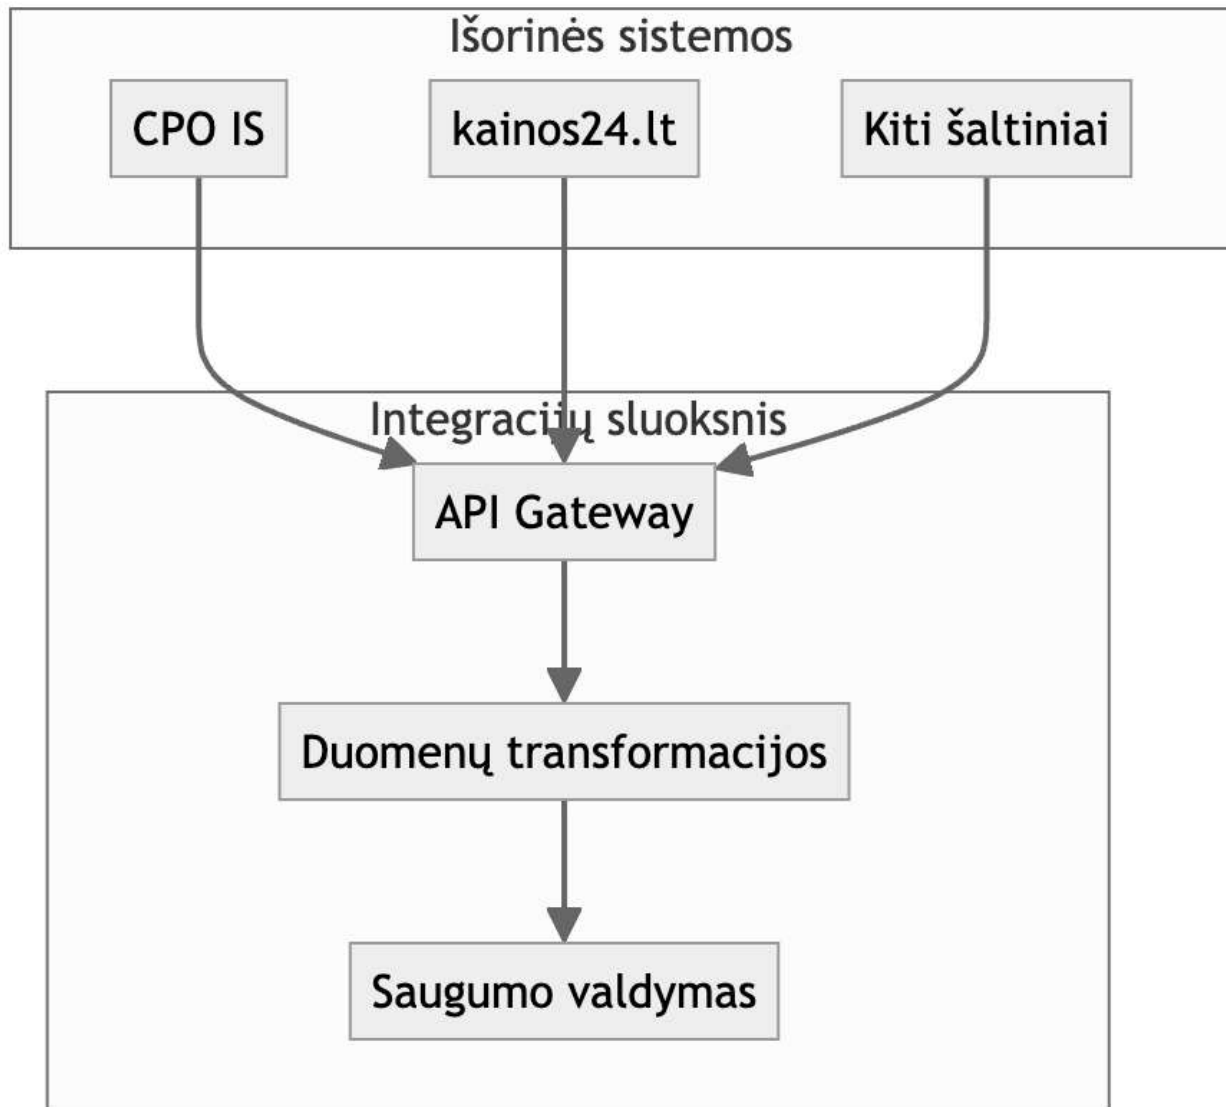 Išorinės sistemos
CPO IS
kainos24.lt
Kiti šaltiniai
Integracijų sluoksnis
API Gateway
Duomenų transformacijos
Saugumo valdymas